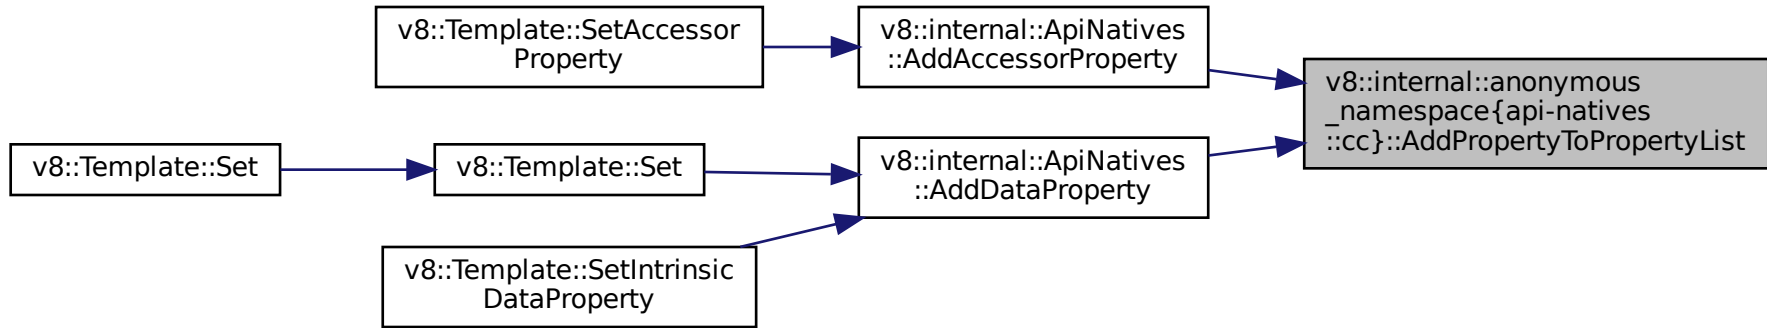 v8::Template::SetAccessor
Property
v8::internal::ApiNatives
::AddAccessorProperty
v8::internal::anonymous
_namespace{api-natives
::cc}::AddPropertyToPropertyList
v8::Template::Set
v8::Template::Set
v8::internal::ApiNatives
::AddDataProperty
v8::Template::SetIntrinsic
DataProperty